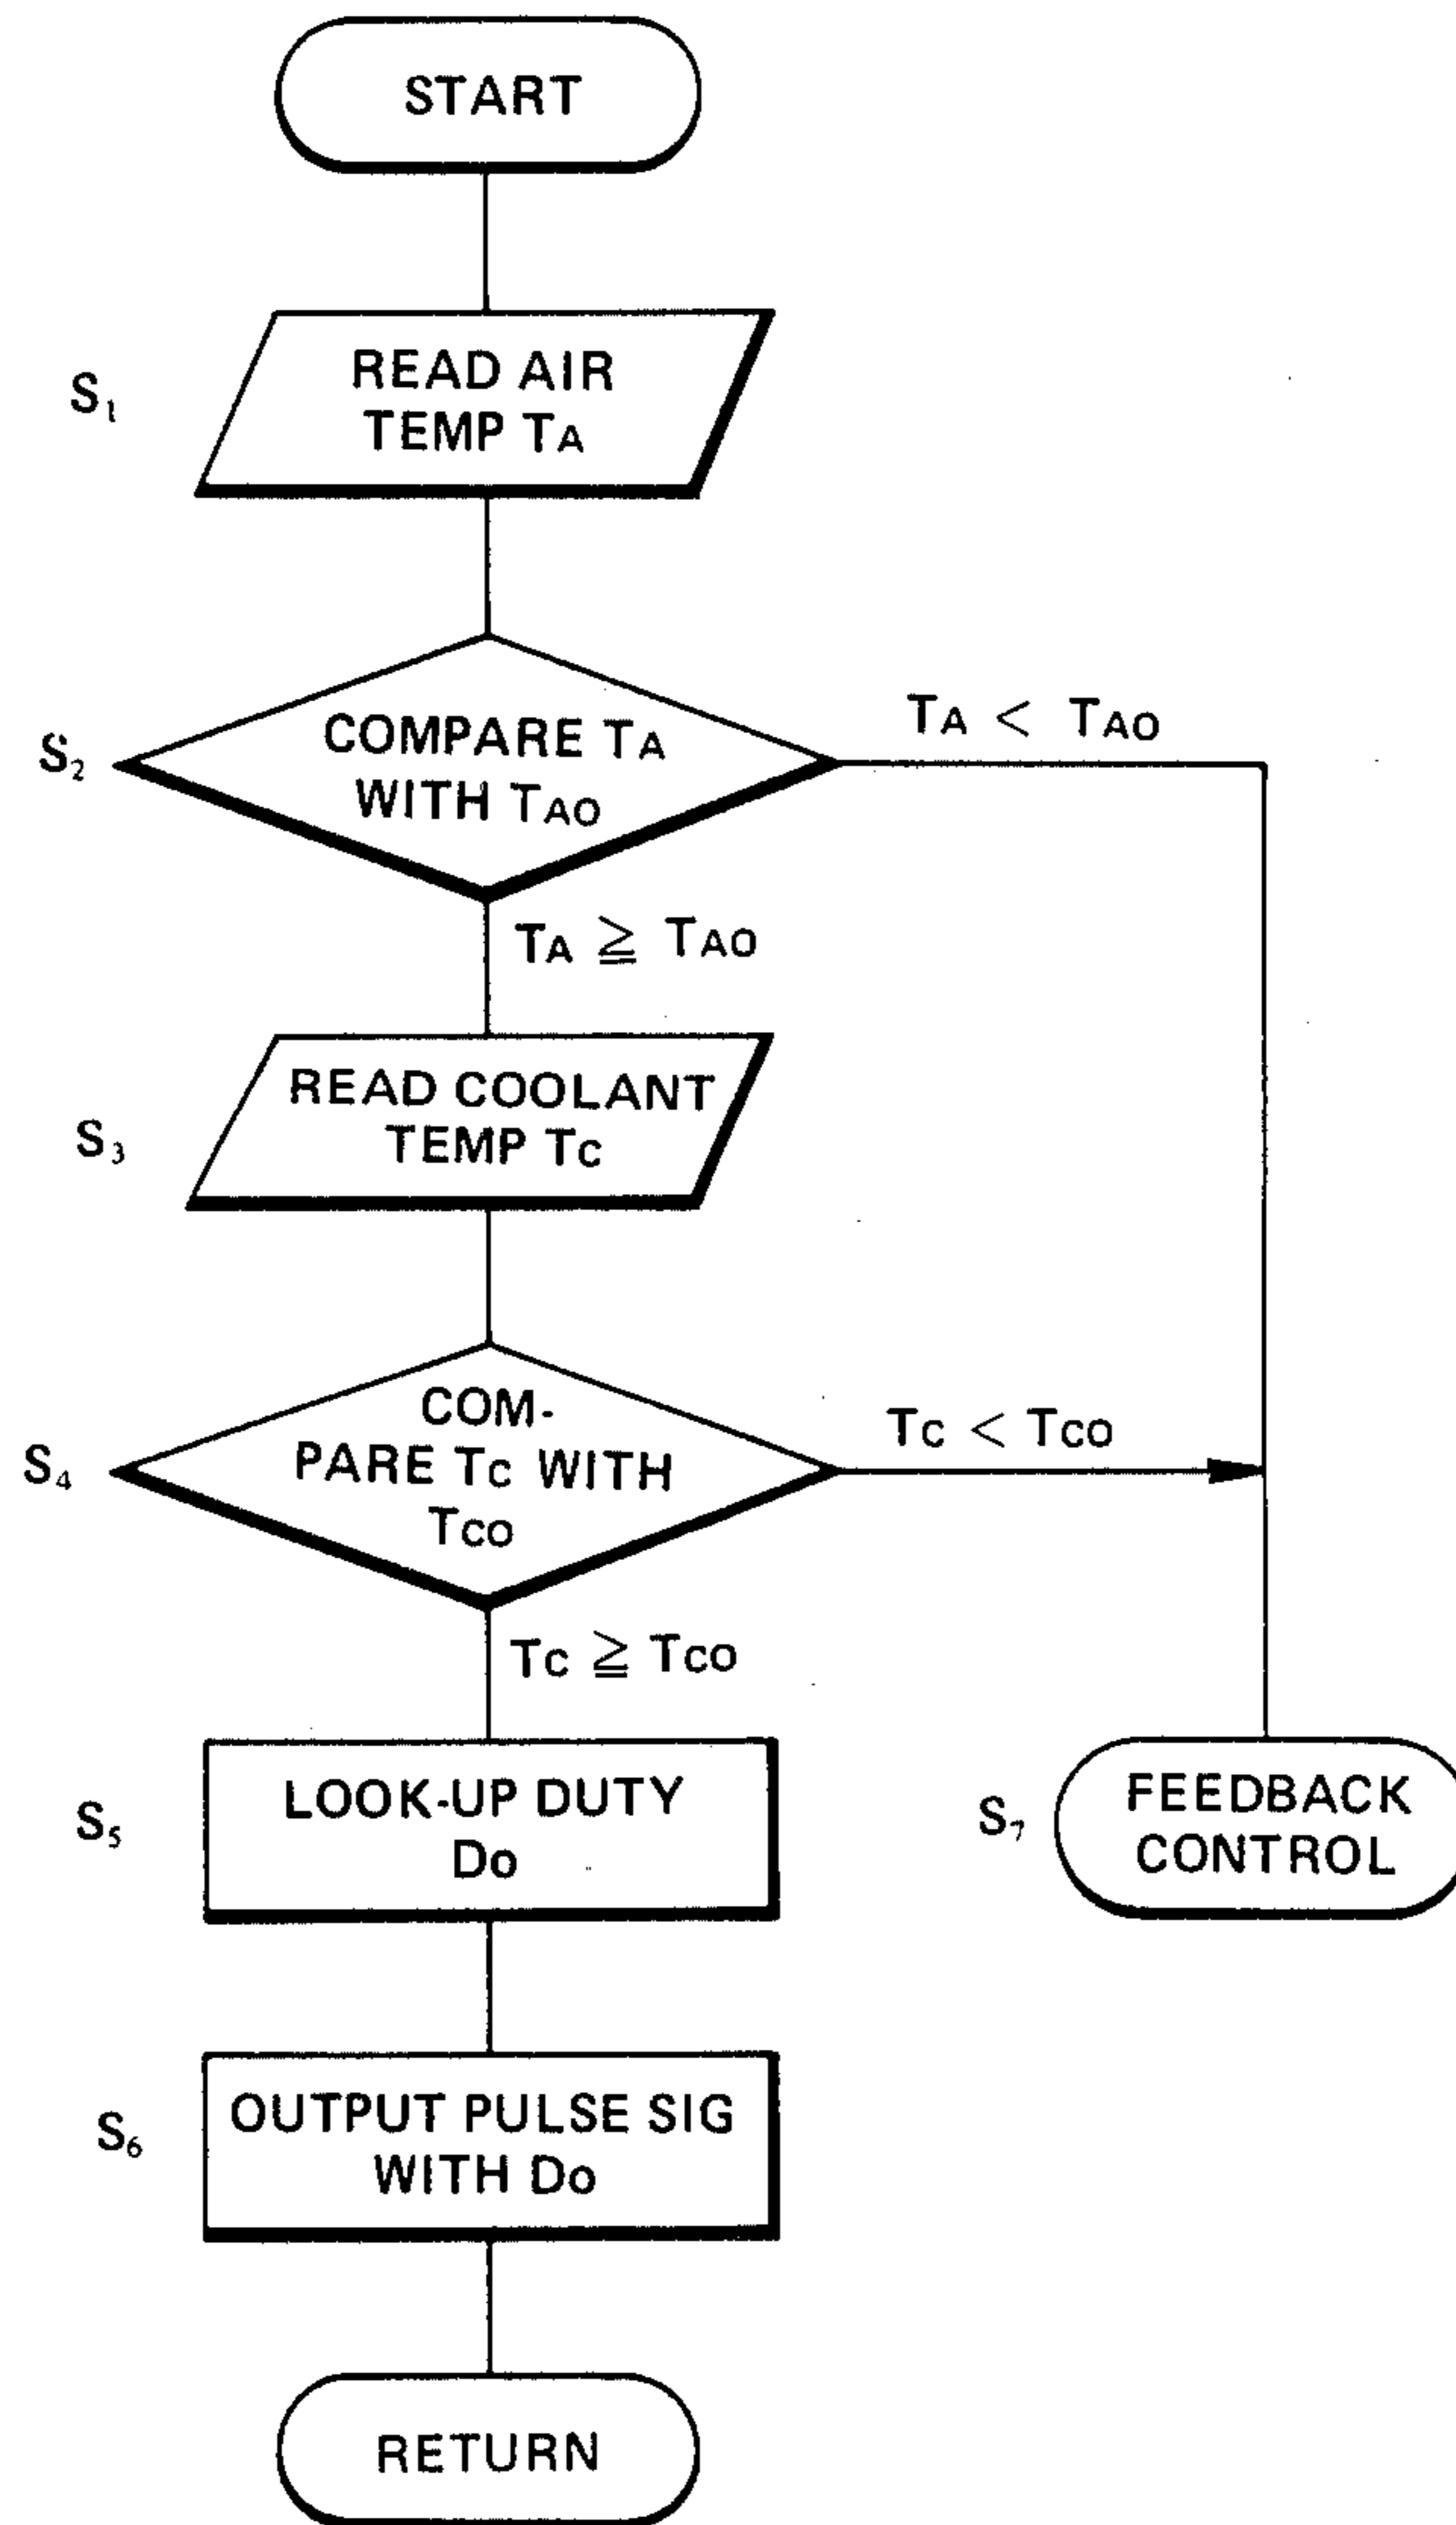 START
S₁
READ AIR
TEMP TA
S₂
COMPARE TA
WITH TAO
TA < TAO
TA ≧ TAO
S₃
READ COOLANT
TEMP TC
S₄
COM-
PARE TC WITH
TCO
TC < TCO
TC ≧ TCO
S₅
LOOK-UP DUTY
Do
S₇
FEEDBACK
CONTROL
S₆
OUTPUT PULSE SIG
WITH Do
RETURN